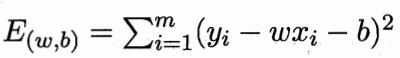 E_{(w,b)} = \sum_{i=1}^{m}(y_i - wx_i - b)^2